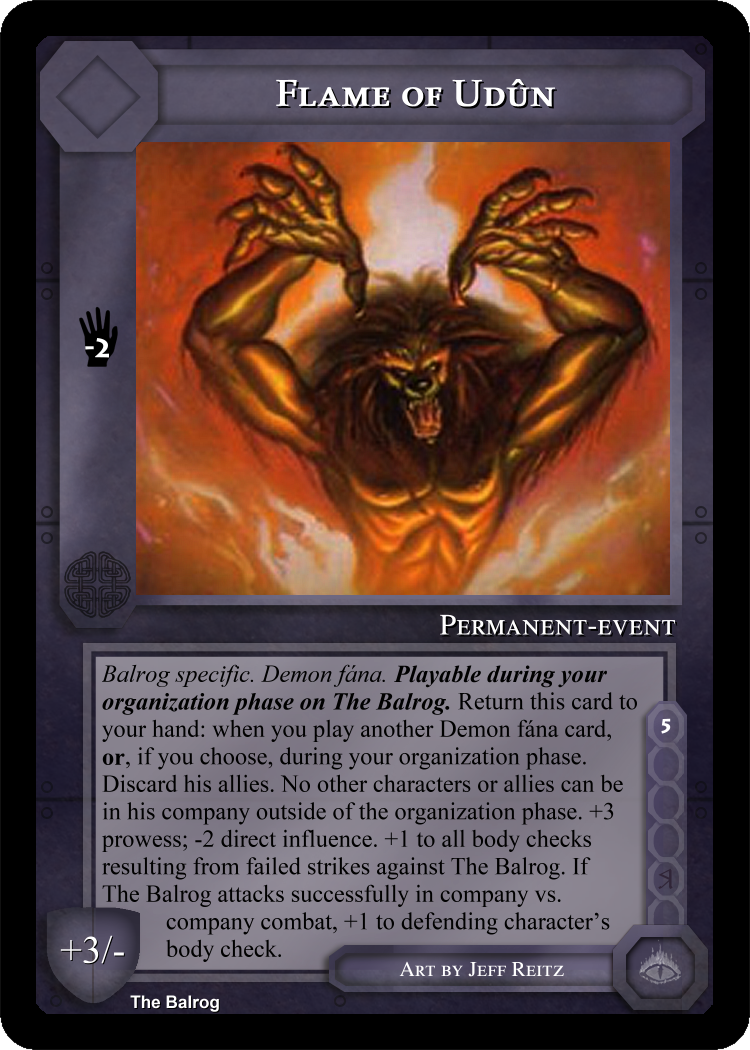 Flame of Udûn
-2
Permanent-event
Balrog specific. Demon fána. Playable during your
organization phase on The Balrog. Return this card to
your hand: when you play another Demon fána card,
or, if you choose, during your organization phase.
Discard his allies. No other characters or allies can be
in his company outside of the organization phase. +3
prowess; -2 direct influence. +1 to all body checks
resulting from failed strikes against The Balrog. If
The Balrog attacks successfully in company vs.
company combat, +1 to defending character's
body check.
5
+3/-
Art by Jeff Reitz
The Balrog